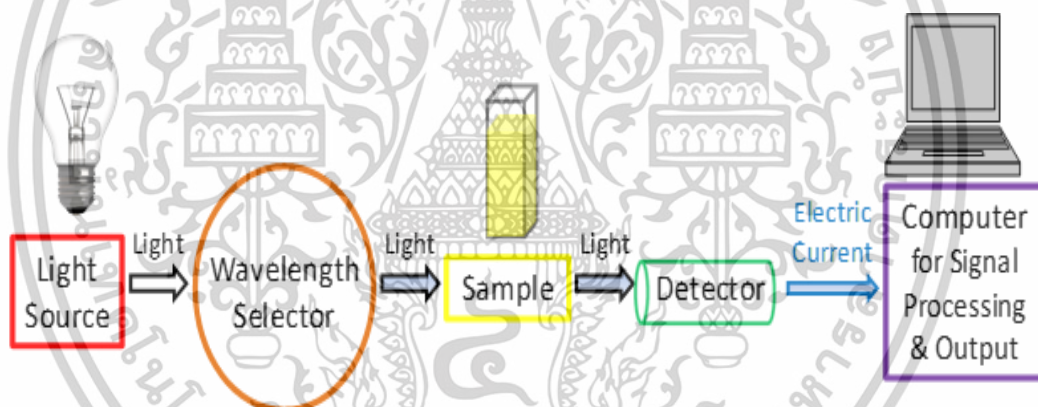 Light
Source
Light
Wavelength
Selector
Light
Sample
Light
Detector
Electric
Current
Computer
for Signal
Processing
& Output